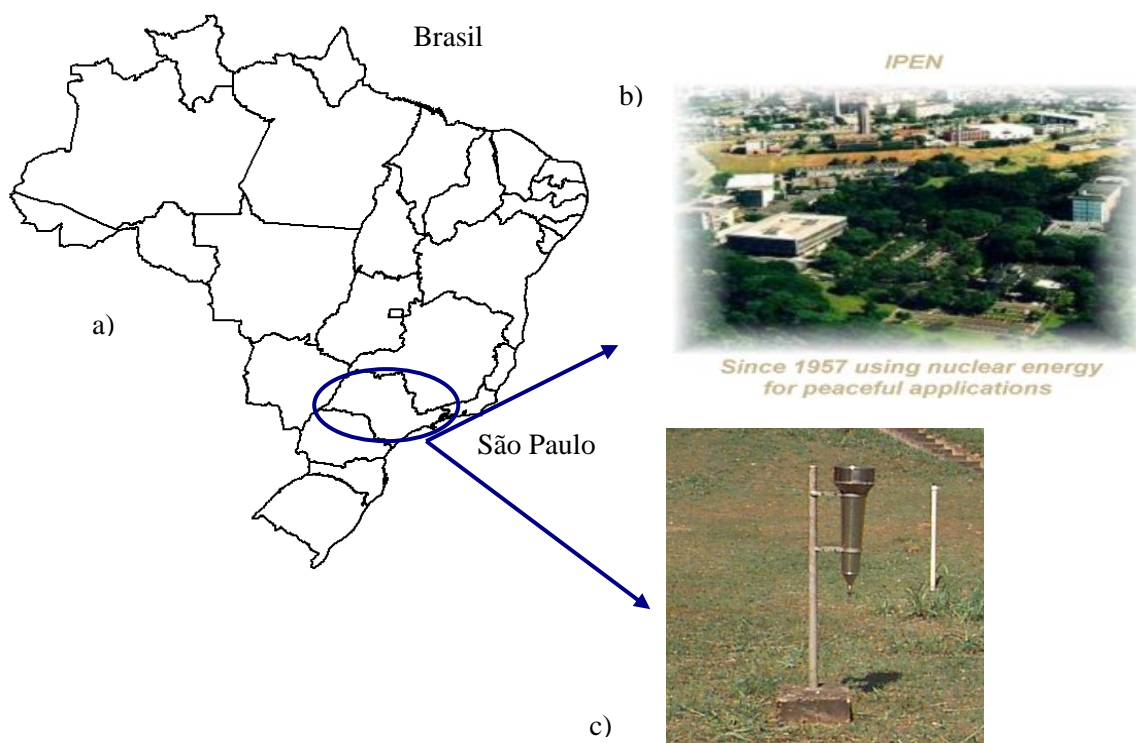 Brasil
IPEN
b)
a)
Since 1957 using nuclear energy
for peaceful applications
São Paulo
c)